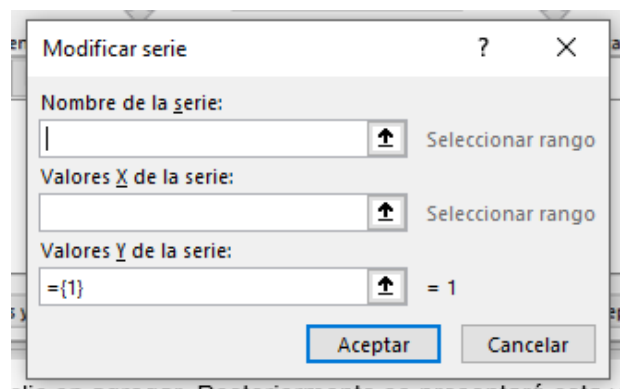 Modificar serie ? ×
Nombre de la serie:
Seleccionar rango
Valores X de la serie:
Seleccionar rango
Valores Y de la serie:
={1} = 1
Aceptar Cancelar